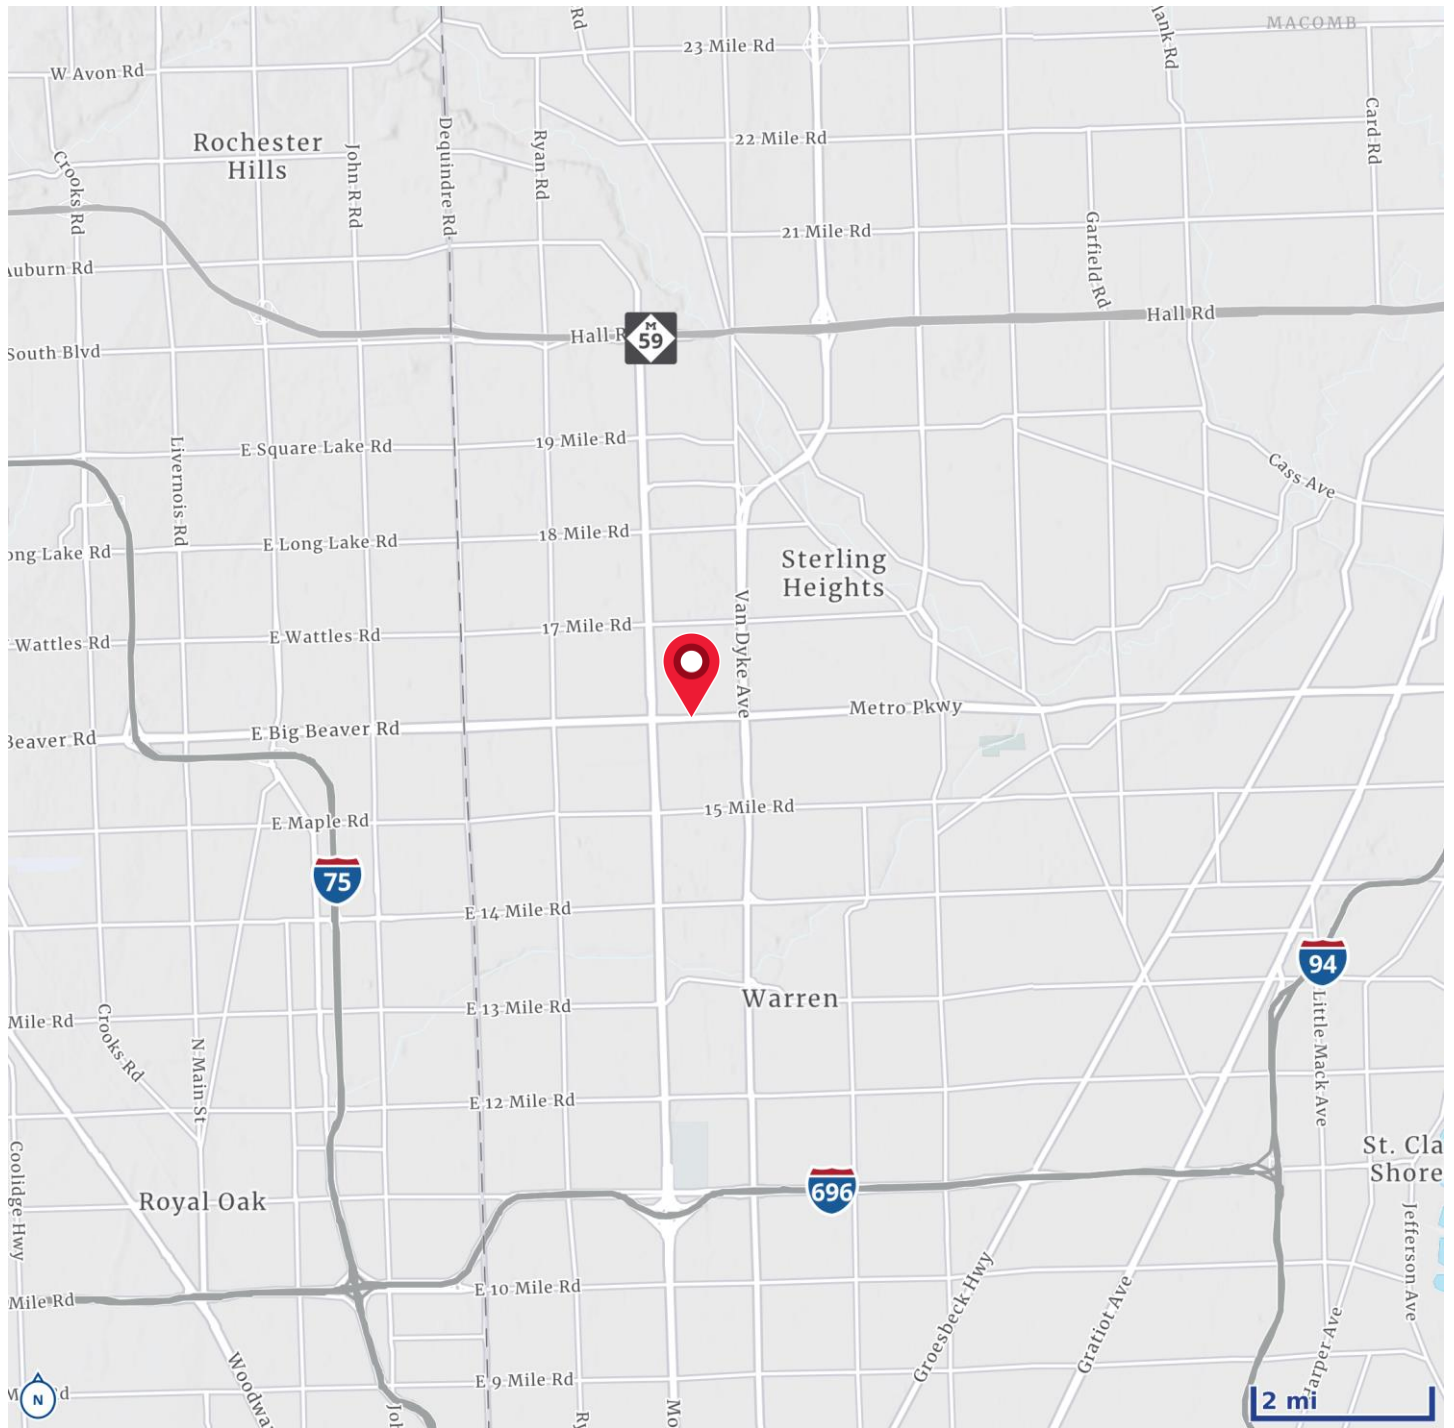 MACOMB
Rd
23 Mile Rd
W Avon Rd
Card Rd
22 Mile Rd
Rochester
Hills
Crooks Rd
John R Rd
Dequindre Rd
Ryan Rd
21 Mile Rd
Garfield Rd
Auburn Rd
Hall Rd
Hall R
M
59
South Blvd
19 Mile Rd
E Square Lake Rd
Livernois Rd
Cass Ave
18 Mile Rd
E Long Lake Rd
ong Lake Rd
Sterling
Heights
17 Mile Rd
E Wattles Rd
Wattles Rd
Van Dyke Ave
Metro Pkwy
E Big Beaver Rd
Beaver Rd
15 Mile Rd
E Maple Rd
75
E 14 Mile Rd
94
Warren
E 13 Mile Rd
Mile Rd
Crooks Rd
N Main St
Little Mack Ave
E 12 Mile Rd
St. Cla
Shore
Coolidge Hwy
Royal Oak
696
Jefferson Ave
E 10 Mile Rd
Mile Rd
Groesbeck Hwy
Gratiot Ave
Harper Ave
E 9 Mile Rd
Woodwa
Joh
Ry
Mo
N
2 mi